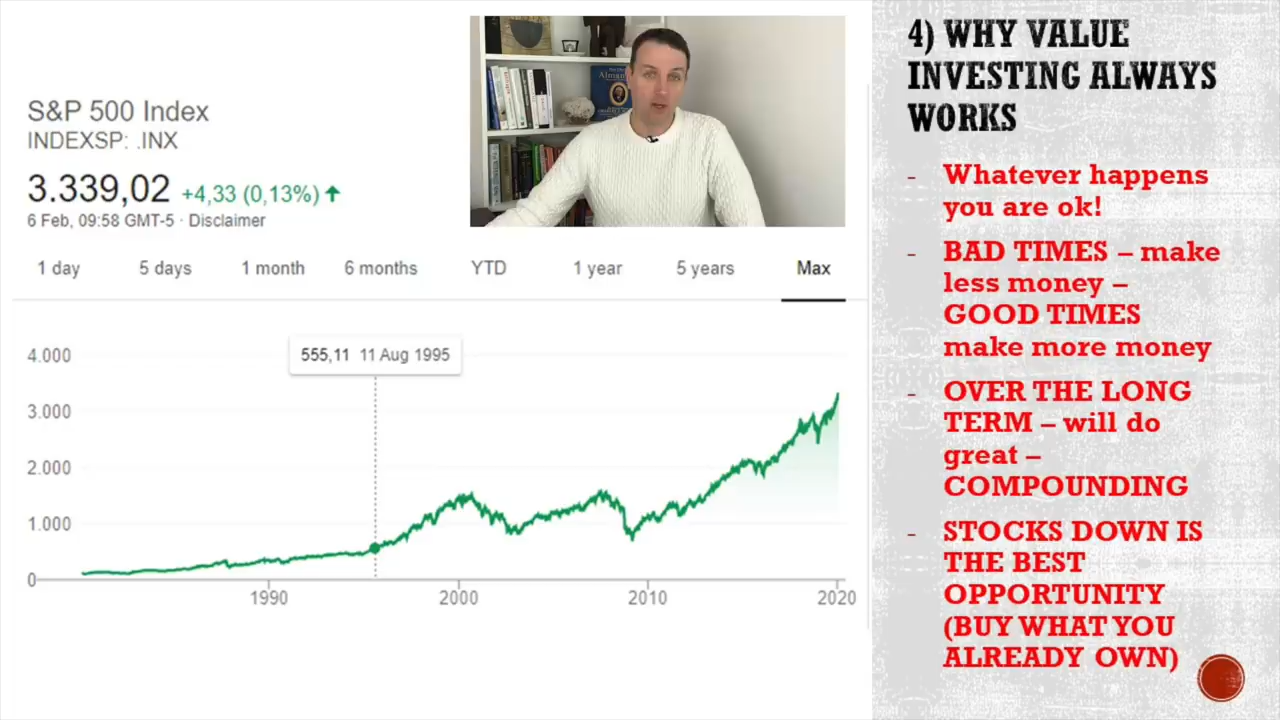 S&P 500 Index
INDEXSP: .INX
3.339,02 +4,33 (0,13%)
6 Feb, 09:58 GMT-5 · Disclaimer
1 day 5 days 1 month 6 months YTD 1 year 5 years Max
555,11 11 Aug 1995
4.000
3.000
2.000
1.000
0
1990 2000 2010 2020
Almanack
4) WHY VALUE
INVESTING ALWAYS
WORKS
- Whatever happens
you are ok!
- BAD TIMES – make
less money –
GOOD TIMES
make more money
- OVER THE LONG
TERM – will do
great –
COMPOUNDING
- STOCKS DOWN IS
THE BEST
OPPORTUNITY
(BUY WHAT YOU
ALREADY OWN)